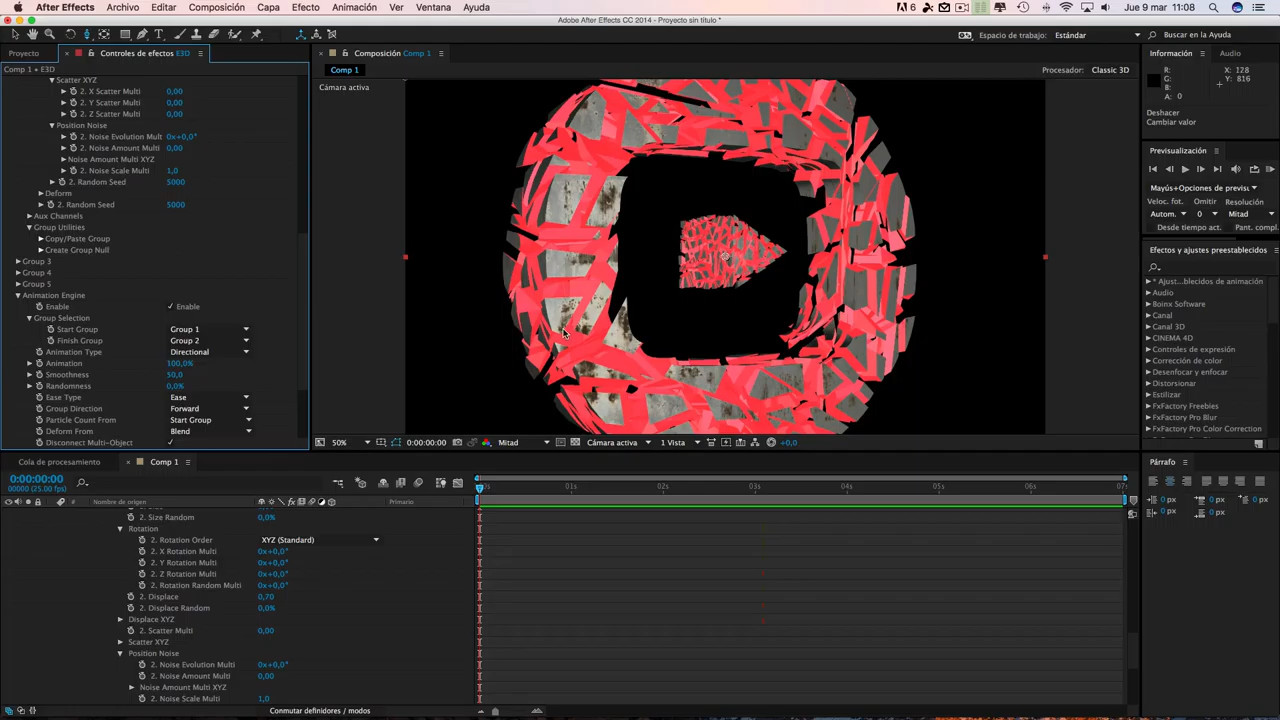 After Effects Archivo Editar Composición Capa Efecto Animación Ver Ventana Ayuda Jue 9 mar 11:08
Adobe After Effects CC 2014 - Proyecto sin título *
Espacio de trabajo: Estándar Buscar en la Ayuda
Proyecto Controles de efectos E3D Composición Comp 1 Información Audio
Comp 1 • E3D Comp 1 Procesador: Classic 3D
Scatter XYZ
2. X Scatter Multi 0,00
2. Y Scatter Multi 0,00
2. Z Scatter Multi 0,00
Position Noise
2. Noise Evolution Mult 0x+0,0°
2. Noise Amount Multi 0,00
Noise Amount Multi XYZ
2. Noise Scale Multi 1,0
2. Random Seed 5000
Deform
2. Random Seed 5000
Aux Channels
Group Utilities
Copy/Paste Group
Create Group Null
Group 3
Group 4
Group 5
Animation Engine
Enable Enable
Group Selection
Start Group Group 1
Finish Group Group 2
Animation Type Directional
Animation 100,0%
Smoothness 50,0
Randomness 0,0%
Ease Type Ease
Group Direction Forward
Particle Count From Start Group
Deform From Blend
Disconnect Multi-Object
Cámara activa
50% 0:00:00:00 Mitad Cámara activa 1 Vista +0,0
R: X: 128
G: Y: 816
B:
A: 0
Deshacer
Cambiar valor
Previsualización
Mayús+Opciones de previs
Veloc. fot. Omitir Resolución
Autom. 0 Mitad
Desde tiempo act. Pant. compl.
Efectos y ajustes preestablecidos
* Ajust...blecidos de animación
Audio
Boinx Software
Canal
Canal 3D
CINEMA 4D
Controles de expresión
Corrección de color
Desenfocar y enfocar
Distorsionar
Estilizar
FxFactory Freebies
FxFactory Pro Blur
FxFactory Pro Color Correction
Cola de procesamiento Comp 1
0:00:00:00
00000 (25.00 fps)
01s 02s 03s 04s 05s 06s
Nombre de origen Primario
2. Size Random 0,0%
Rotation
2. Rotation Order XYZ (Standard)
2. X Rotation Multi 0x+0,0°
2. Y Rotation Multi 0x+0,0°
2. Z Rotation Multi 0x+0,0°
2. Rotation Random Multi 0x+0,0°
2. Displace 0,70
2. Displace Random 0,0%
Displace XYZ
2. Scatter Multi 0,00
Scatter XYZ
Position Noise
2. Noise Evolution Multi 0x+0,0°
2. Noise Amount Multi 0,00
Noise Amount Multi XYZ
2. Noise Scale Multi 1,0
Conmutar definidores / modos
Párrafo
0 px 0 px 0 px
0 px 0 px